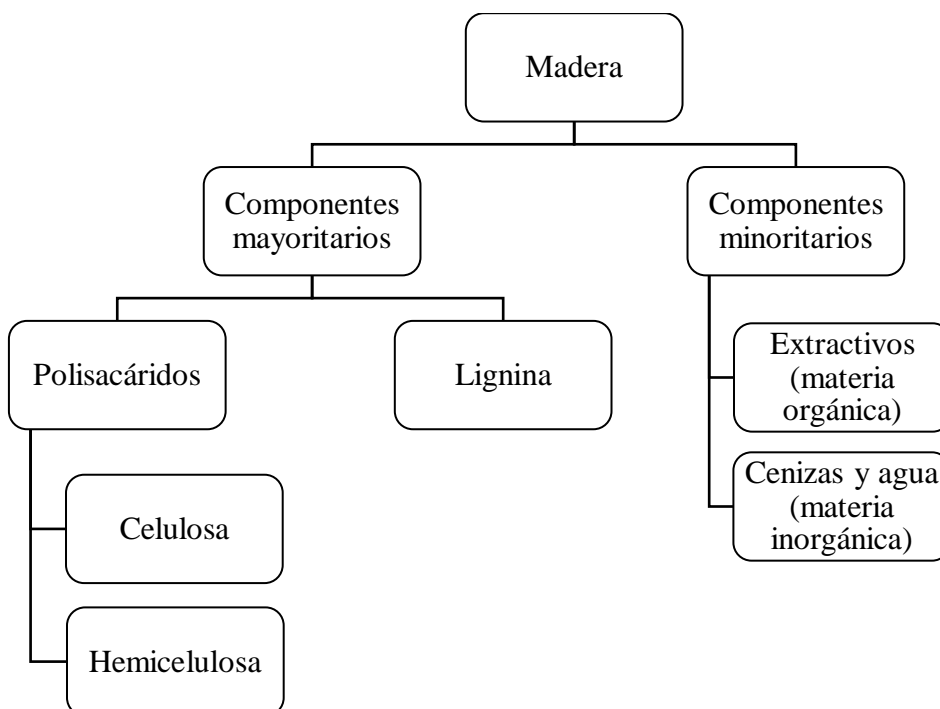 Madera
Componentes
mayoritarios
Componentes
minoritarios
Polisacáridos
Lignina
Extractivos
(materia
orgánica)
Cenizas y agua
(materia
inorgánica)
Celulosa
Hemicelulosa